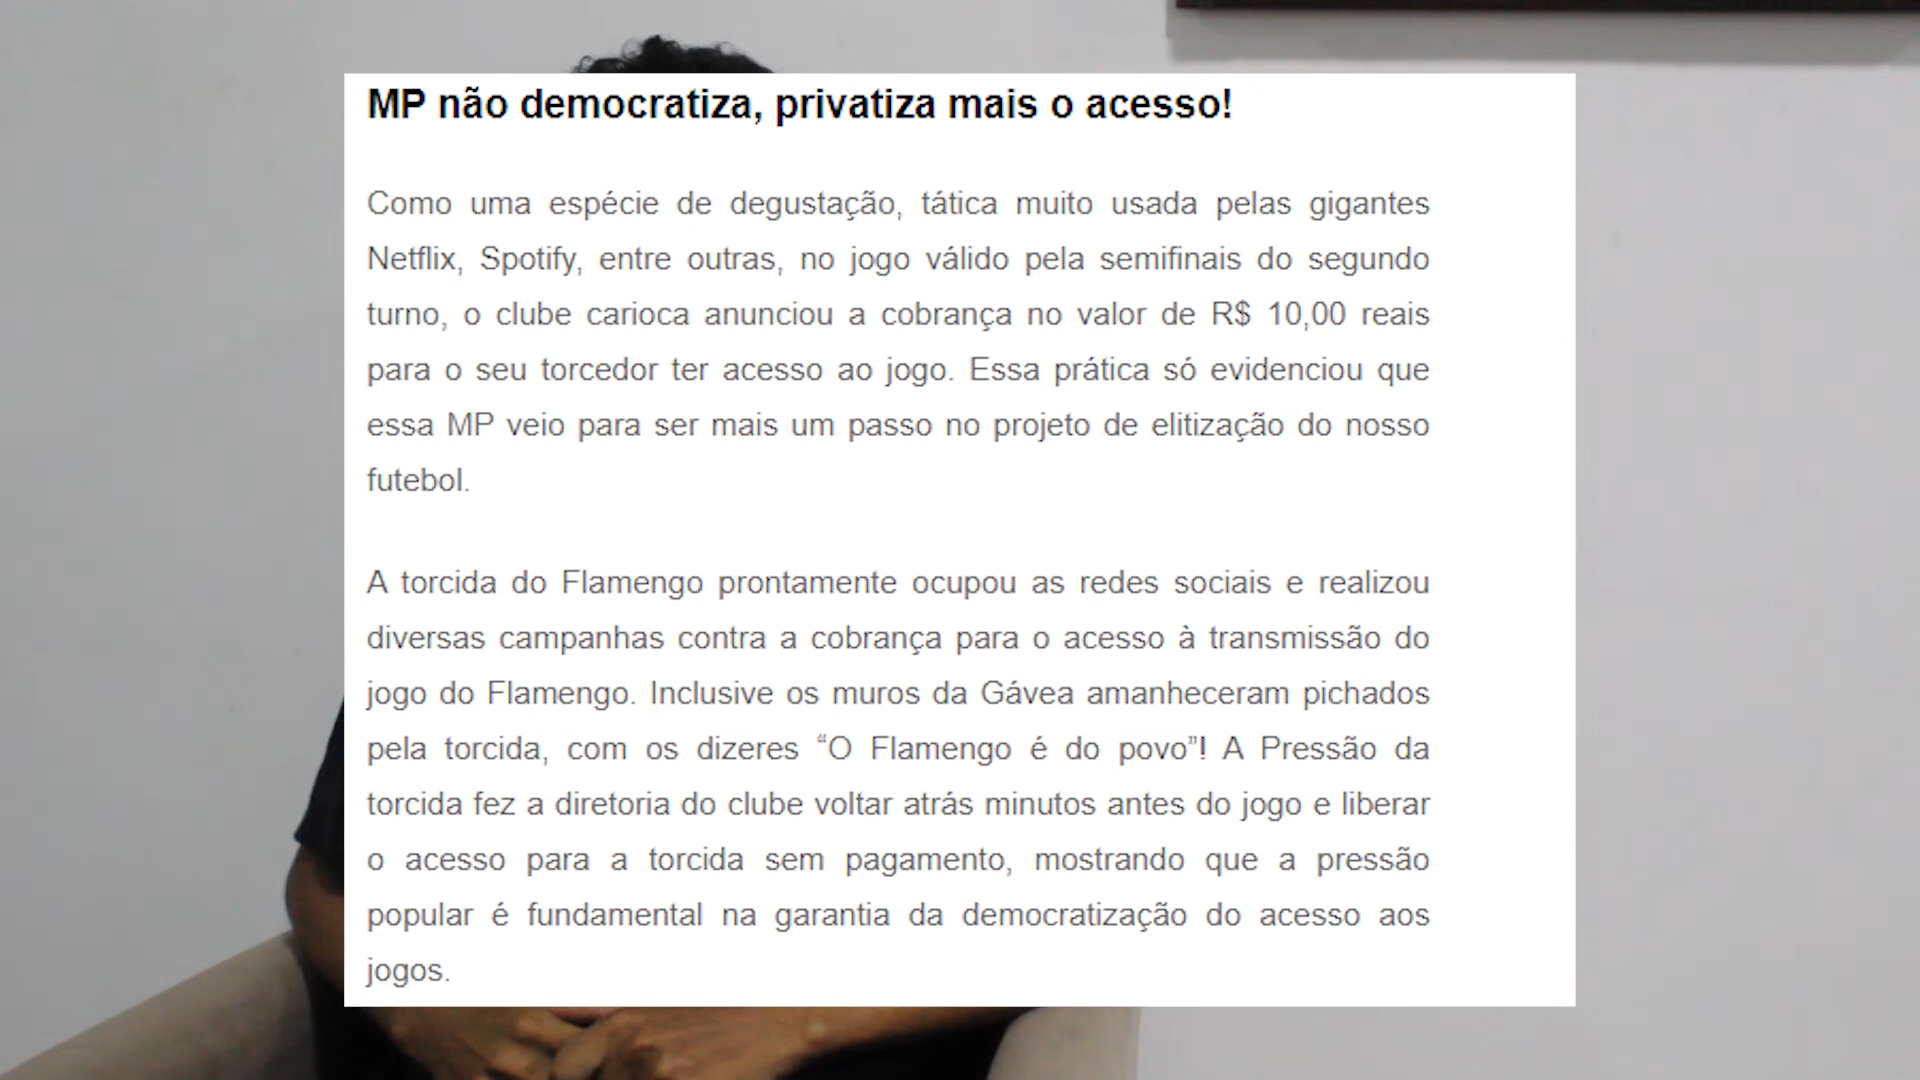 MP não democratiza, privatiza mais o acesso!
Como uma espécie de degustação, tática muito usada pelas gigantes
Netflix, Spotify, entre outras, no jogo válido pela semifinais do segundo
turno, o clube carioca anunciou a cobrança no valor de R$ 10,00 reais
para o seu torcedor ter acesso ao jogo. Essa prática só evidenciou que
essa MP veio para ser mais um passo no projeto de elitização do nosso
futebol.
A torcida do Flamengo prontamente ocupou as redes sociais e realizou
diversas campanhas contra a cobrança para o acesso à transmissão do
jogo do Flamengo. Inclusive os muros da Gávea amanheceram pichados
pela torcida, com os dizeres “O Flamengo é do povo”! A Pressão da
torcida fez a diretoria do clube voltar atrás minutos antes do jogo e liberar
o acesso para a torcida sem pagamento, mostrando que a pressão
popular é fundamental na garantia da democratização do acesso aos
jogos.